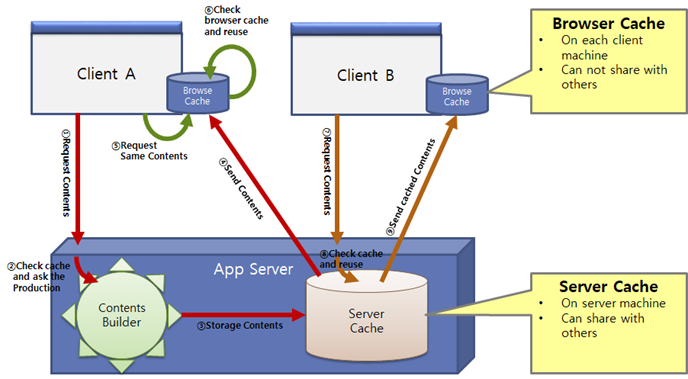 ⑥Check
browser cache
and reuse
Client A
Browse
Cache
Client B
Browse
Cache
Browser Cache
• On each client
machine
• Can not share with
others
①Request Contents
⑤Request
Same Contents
④Send Contents
⑦Request Contents
⑨Send cached Contents
②Check cache
and ask the
Production
App Server
⑧Check cache
and reuse
Contents
Builder
③Storage Contents
Server
Cache
Server Cache
• On server machine
• Can share with
others